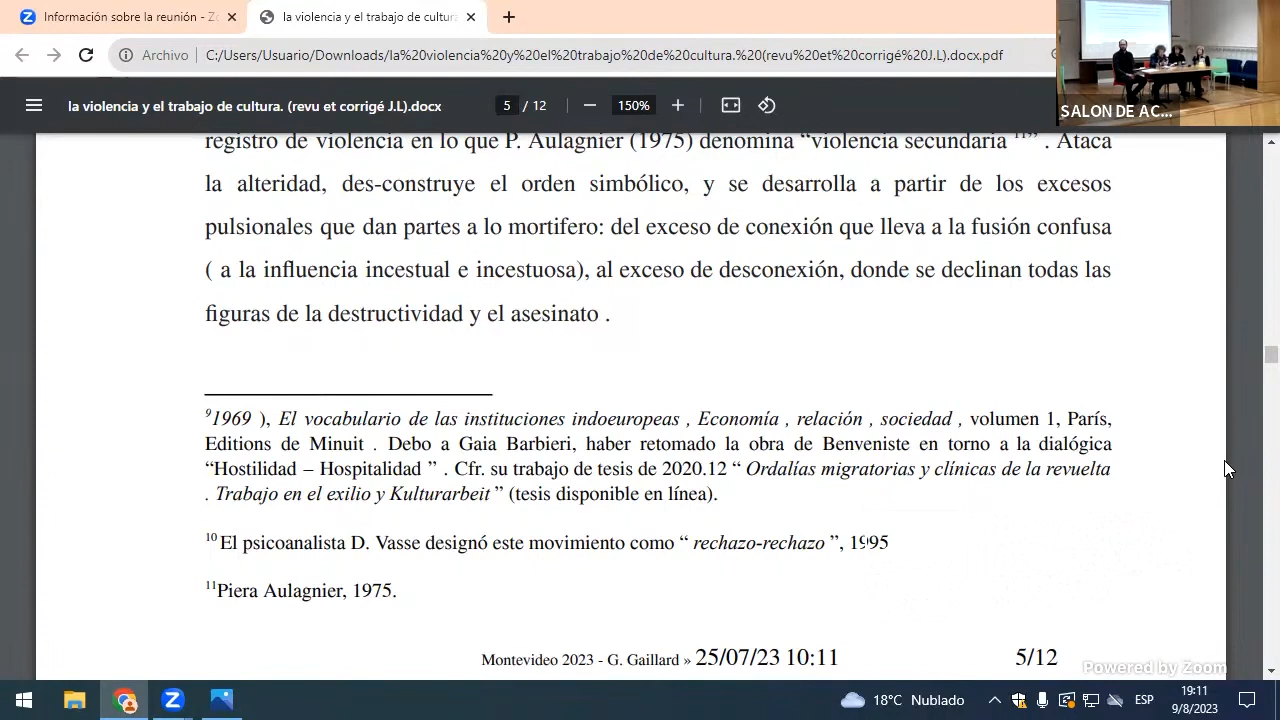 Información sobre la reunión - Zo
la violencia y el trabajo de cultura.
Archivo
C:/Users/Usuario/Downloads/la%20violencia%20y%20el%20trabajo%20de%20cultura.%20(revu%20et%20corrigé%20J.L).docx.pdf
la violencia y el trabajo de cultura. (revu et corrigé J.L).docx
5 / 12
150%
SALON DE AC...
registro de violencia en lo que P. Aulagnier (1975) denomina “violencia secundaria 11” . Ataca
la alteridad, des-construye el orden simbólico, y se desarrolla a partir de los excesos
pulsionales que dan partes a lo mortifero: del exceso de conexión que lleva a la fusión confusa
( a la influencia incestual e incestuosa), al exceso de desconexión, donde se declinan todas las
figuras de la destructividad y el asesinato .
9 1969 ), El vocabulario de las instituciones indoeuropeas , Economía , relación , sociedad , volumen 1, París,
Editions de Minuit . Debo a Gaia Barbieri, haber retomado la obra de Benveniste en torno a la dialógica
“Hostilidad – Hospitalidad ” . Cfr. su trabajo de tesis de 2020.12 “ Ordalías migratorias y clínicas de la revuelta
. Trabajo en el exilio y Kulturarbeit ” (tesis disponible en línea).
10 El psicoanalista D. Vasse designó este movimiento como “ rechazo-rechazo ”, 1995
11 Piera Aulagnier, 1975.
Montevideo 2023 - G. Gaillard » 25/07/23 10:11
5/12
Powered by Zoom
18°C Nublado
ESP
19:11
9/8/2023